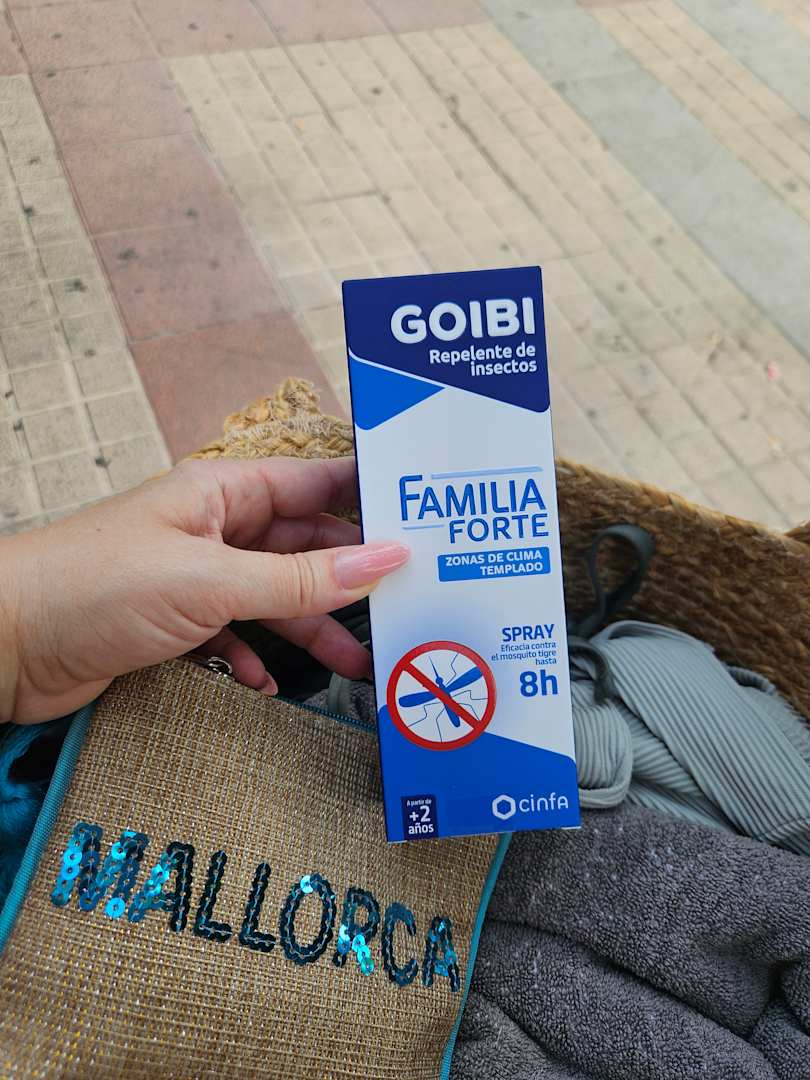 GOIBI
Repelente de
insectos
FAMILIA
FORTE
ZONAS DE CLIMA
TEMPLADO
SPRAY
Eficacia contra
el mosquito tigre
hasta
8h
A partir de
+2
años
cinfa
MALLORCA